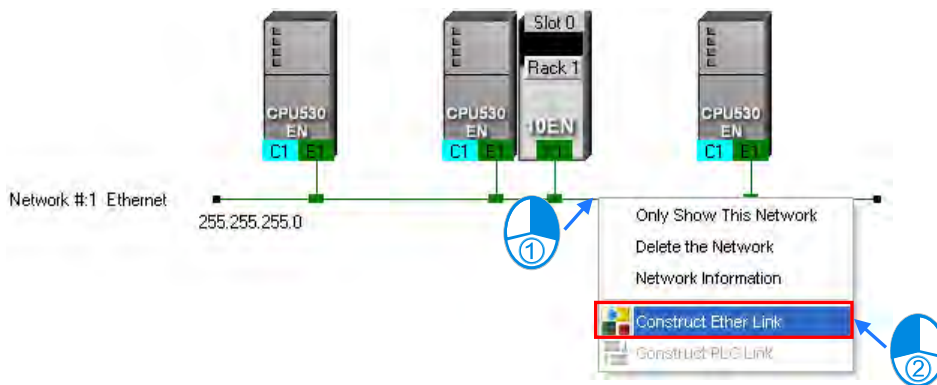 Slot 0
Rack 1
CPU530
EN
C1 E1
CPU530
EN
C1 E1
10EN
CPU530
EN
C1 E1
Network #:1 Ethernet
255.255.255.0
①
Only Show This Network
Delete the Network
Network Information
Construct Ether Link
Construct PLC Link
②